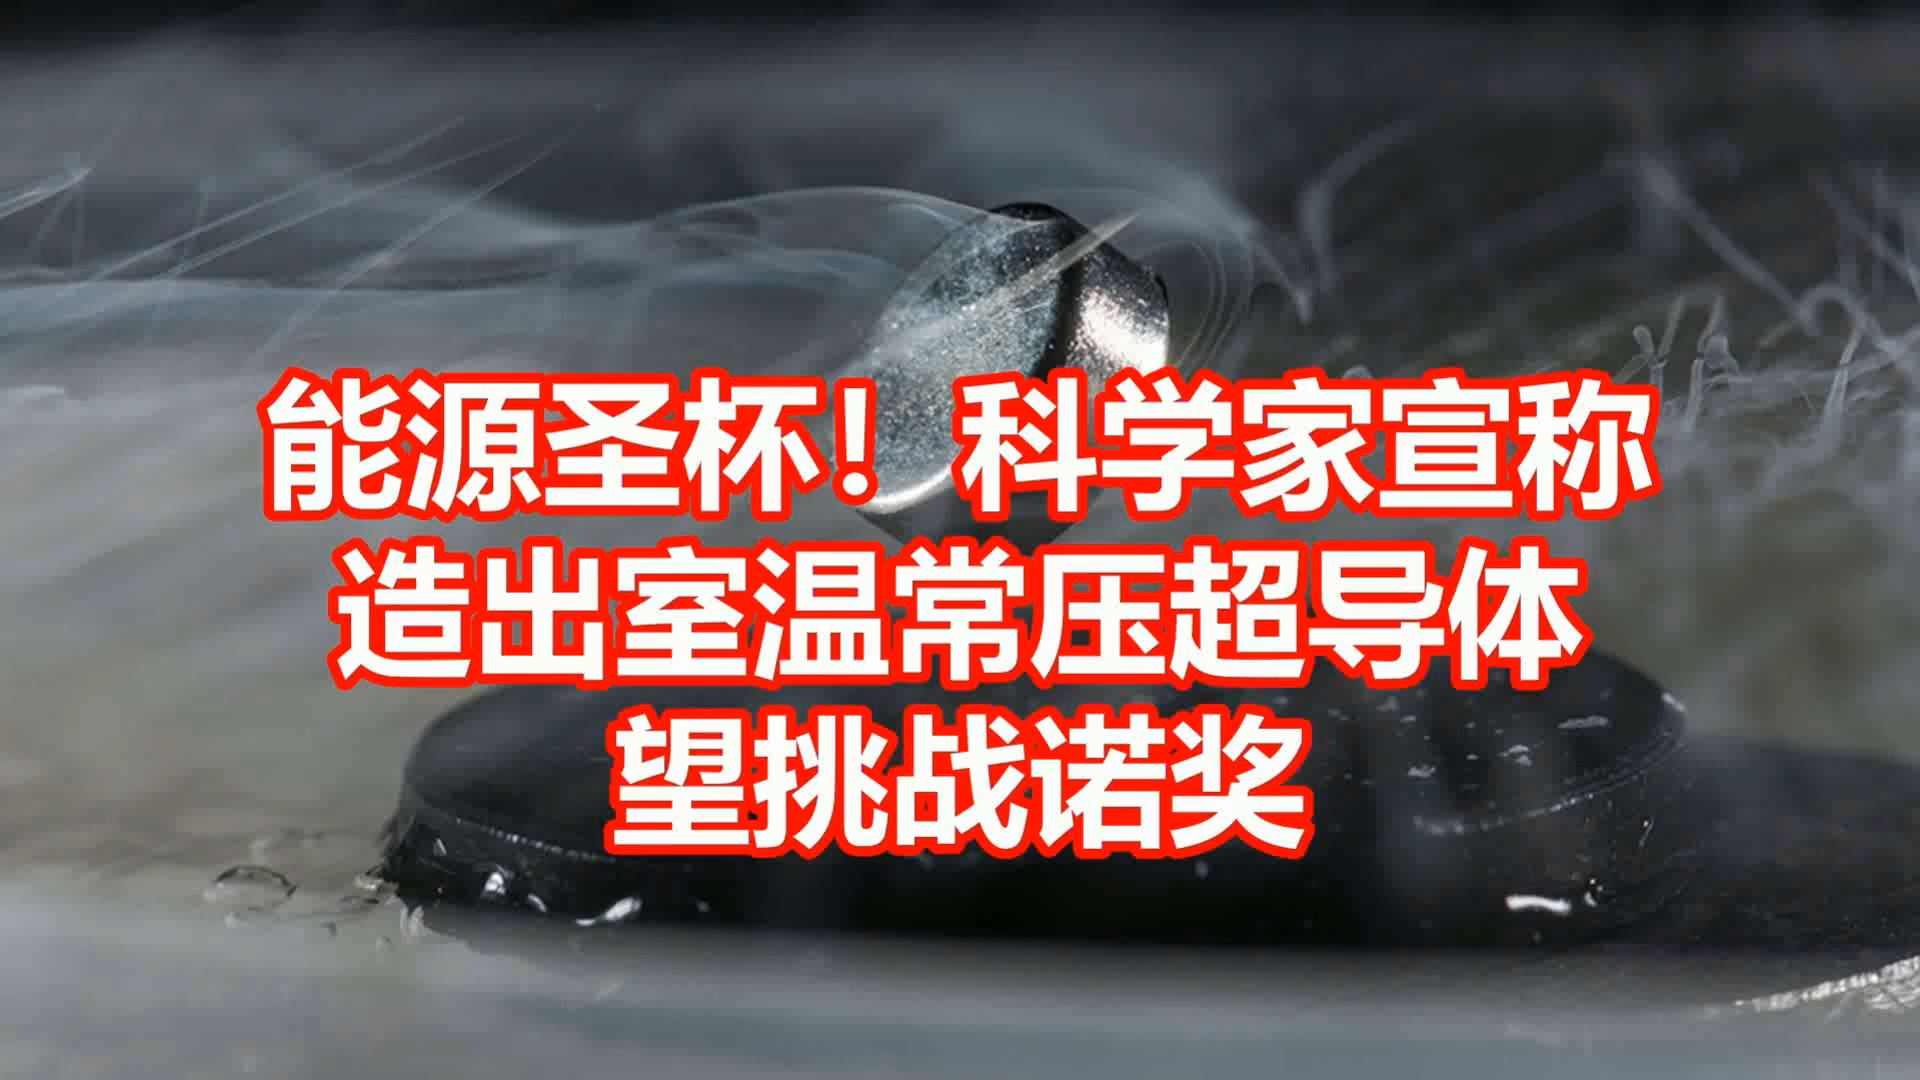 能源圣杯！科学家宣称
造出室温常压超导体
望挑战诺奖